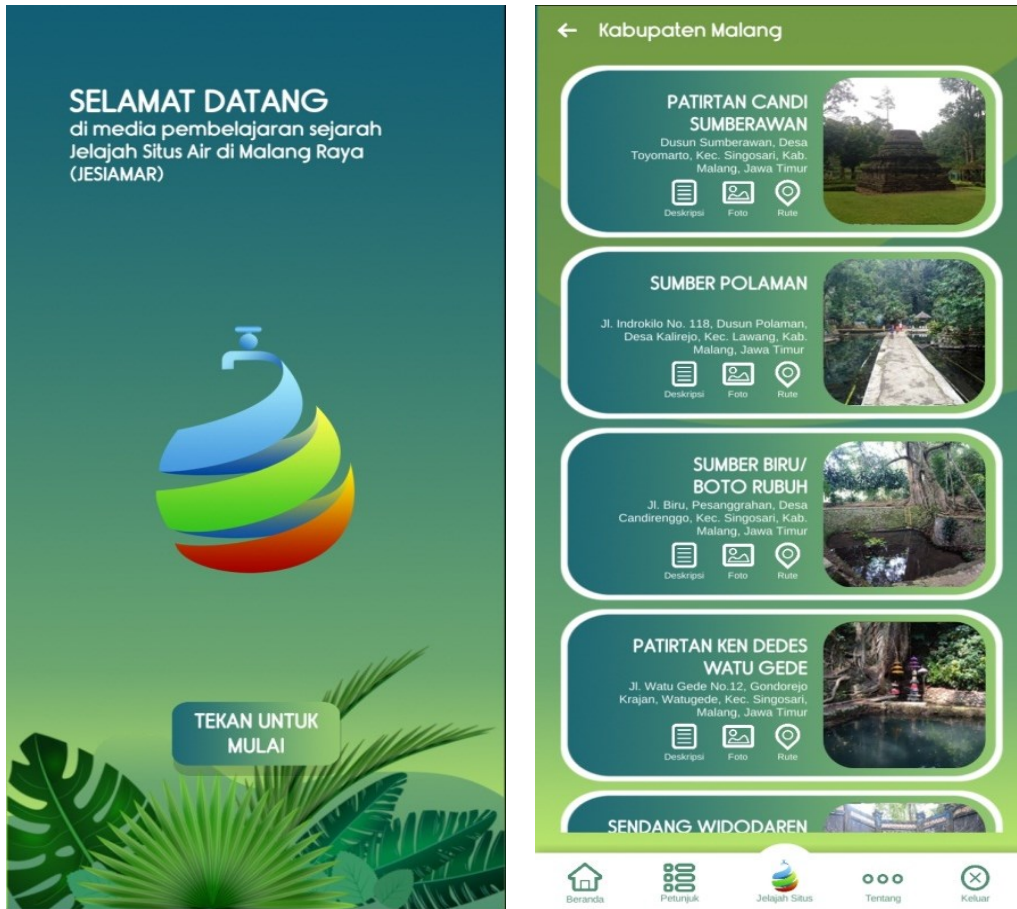 SELAMAT DATANG
di media pembelajaran sejarah
Jelajah Situs Air di Malang Raya
(JESIAMAR)
TEKAN UNTUK
MULAI
Kabupaten Malang
PATIRTAN CANDI
SUMBERAWAN
Dusun Sumberawan, Desa
Toyomarto, Kec. Singosari, Kab.
Malang, Jawa Timur
Deskripsi Foto Rute
SUMBER POLAMAN
Jl. Indrokilo No. 118, Dusun Polaman,
Desa Kalirejo, Kec. Lawang, Kab.
Malang, Jawa Timur
Deskripsi Foto Rute
SUMBER BIRU/
BOTO RUBUH
Jl. Biru, Pesanggrahan, Desa
Candirenggo, Kec. Singosari, Kab.
Malang, Jawa Timur
Deskripsi Foto Rute
PATIRTAN KEN DEDES
WATU GEDE
Jl. Watu Gede No.12, Gondorejo
Krajan, Watugede, Kec. Singosari,
Malang, Jawa Timur
Deskripsi Foto Rute
SENDANG WIDODAREN
Beranda Petunjuk Jelajah Situs Tentang Keluar